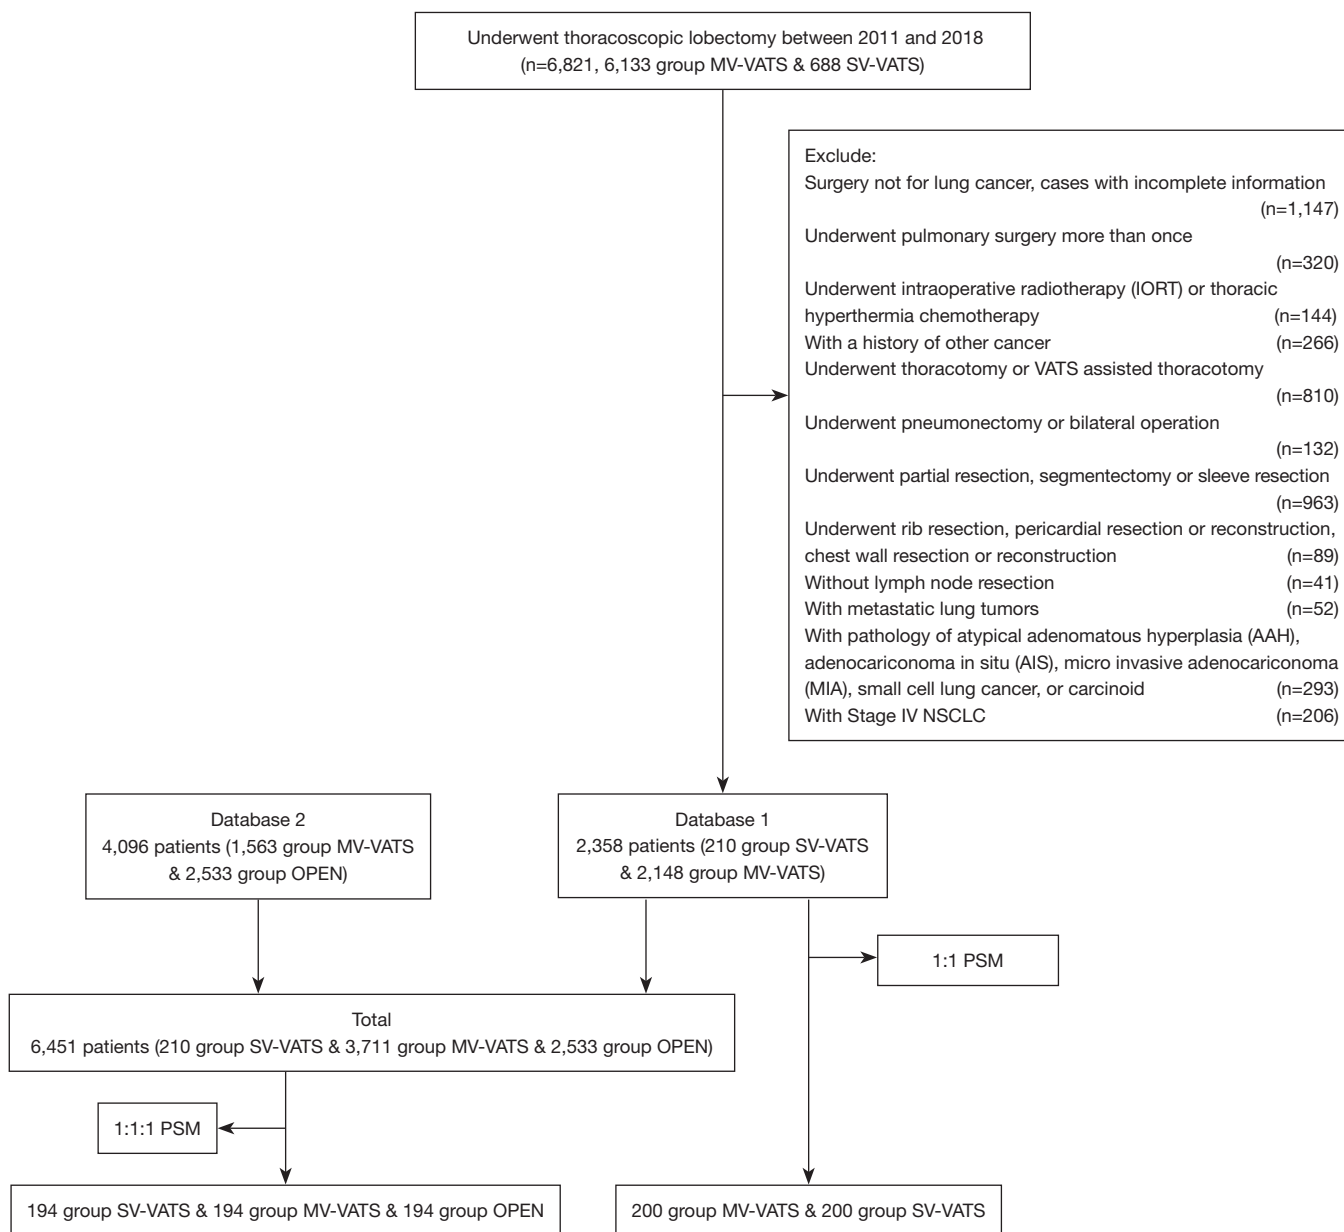 Underwent thoracoscopic lobectomy between 2011 and 2018
(n=6,821, 6,133 group MV-VATS & 688 SV-VATS)
Exclude:
Surgery not for lung cancer, cases with incomplete information
(n=1,147)
Underwent pulmonary surgery more than once
(n=320)
Underwent intraoperative radiotherapy (IORT) or thoracic
hyperthermia chemotherapy (n=144)
With a history of other cancer (n=266)
Underwent thoracotomy or VATS assisted thoracotomy
(n=810)
Underwent pneumonectomy or bilateral operation
(n=132)
Underwent partial resection, segmentectomy or sleeve resection
(n=963)
Underwent rib resection, pericardial resection or reconstruction,
chest wall resection or reconstruction (n=89)
Without lymph node resection (n=41)
With metastatic lung tumors (n=52)
With pathology of atypical adenomatous hyperplasia (AAH),
adenocariconoma in situ (AIS), micro invasive adenocariconoma
(MIA), small cell lung cancer, or carcinoid (n=293)
With Stage IV NSCLC (n=206)
Database 2
4,096 patients (1,563 group MV-VATS
& 2,533 group OPEN)
Database 1
2,358 patients (210 group SV-VATS
& 2,148 group MV-VATS)
1:1 PSM
Total
6,451 patients (210 group SV-VATS & 3,711 group MV-VATS & 2,533 group OPEN)
1:1:1 PSM
194 group SV-VATS & 194 group MV-VATS & 194 group OPEN
200 group MV-VATS & 200 group SV-VATS